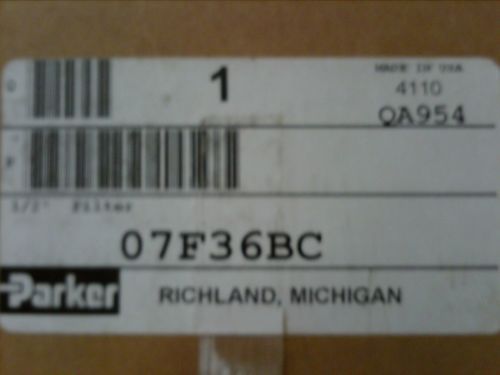 Q
1
MADE IN USA
4110
QA954
P
1/2" Filter
07F36BC
Parker
RICHLAND, MICHIGAN